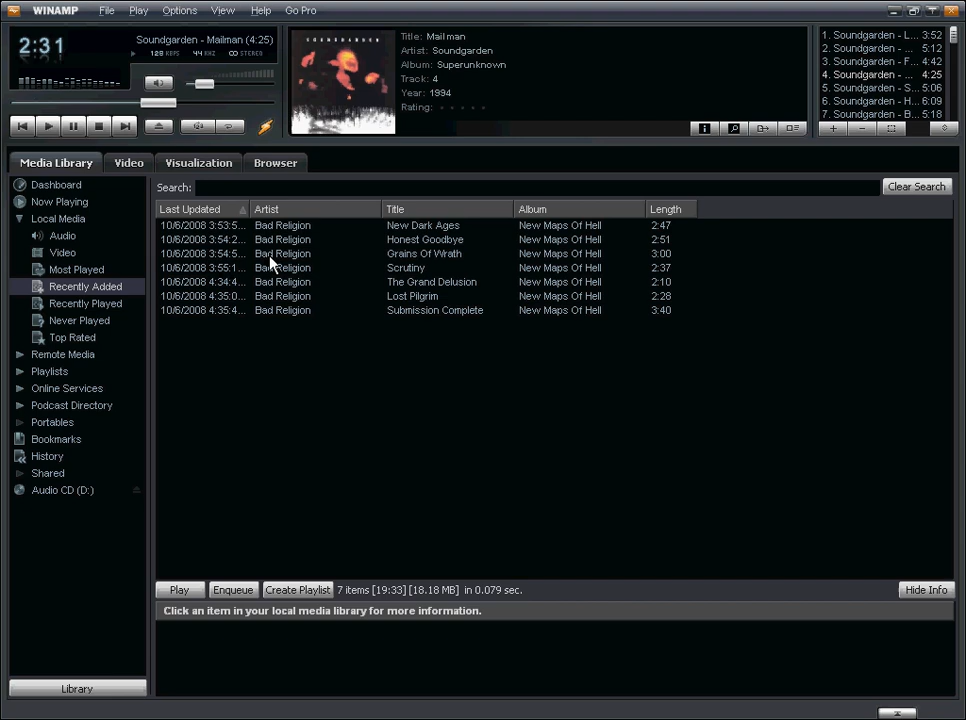 WINAMP File Play Options View Help Go Pro
2:31
Soundgarden - Mailman (4:25)
128 KBPS 44 KHZ STEREO
SOUNDGARDEN
Title: Mailman
Artist: Soundgarden
Album: Superunknown
Track: 4
Year: 1994
Rating:
1. Soundgarden - L... 3:52
2. Soundgarden - ... 5:12
3. Soundgarden - F... 4:42
4. Soundgarden - ... 4:25
5. Soundgarden - S... 5:06
6. Soundgarden - H... 6:09
7. Soundgarden - B... 5:18
Media Library Video Visualization Browser
Dashboard
Now Playing
Local Media
Audio
Video
Most Played
Recently Added
Recently Played
Never Played
Top Rated
Remote Media
Playlists
Online Services
Podcast Directory
Portables
Bookmarks
History
Shared
Audio CD (D:)
Library
Search: Clear Search
Last Updated Artist Title Album Length
10/6/2008 3:53:5... Bad Religion New Dark Ages New Maps Of Hell 2:47
10/6/2008 3:54:2... Bad Religion Honest Goodbye New Maps Of Hell 2:51
10/6/2008 3:54:5... Bad Religion Grains Of Wrath New Maps Of Hell 3:00
10/6/2008 3:55:1... Bad Religion Scrutiny New Maps Of Hell 2:37
10/6/2008 4:34:4... Bad Religion The Grand Delusion New Maps Of Hell 2:10
10/6/2008 4:35:0... Bad Religion Lost Pilgrim New Maps Of Hell 2:28
10/6/2008 4:35:4... Bad Religion Submission Complete New Maps Of Hell 3:40
Play Enqueue Create Playlist 7 items [19:33] [18.18 MB] in 0.079 sec. Hide Info
Click an item in your local media library for more information.